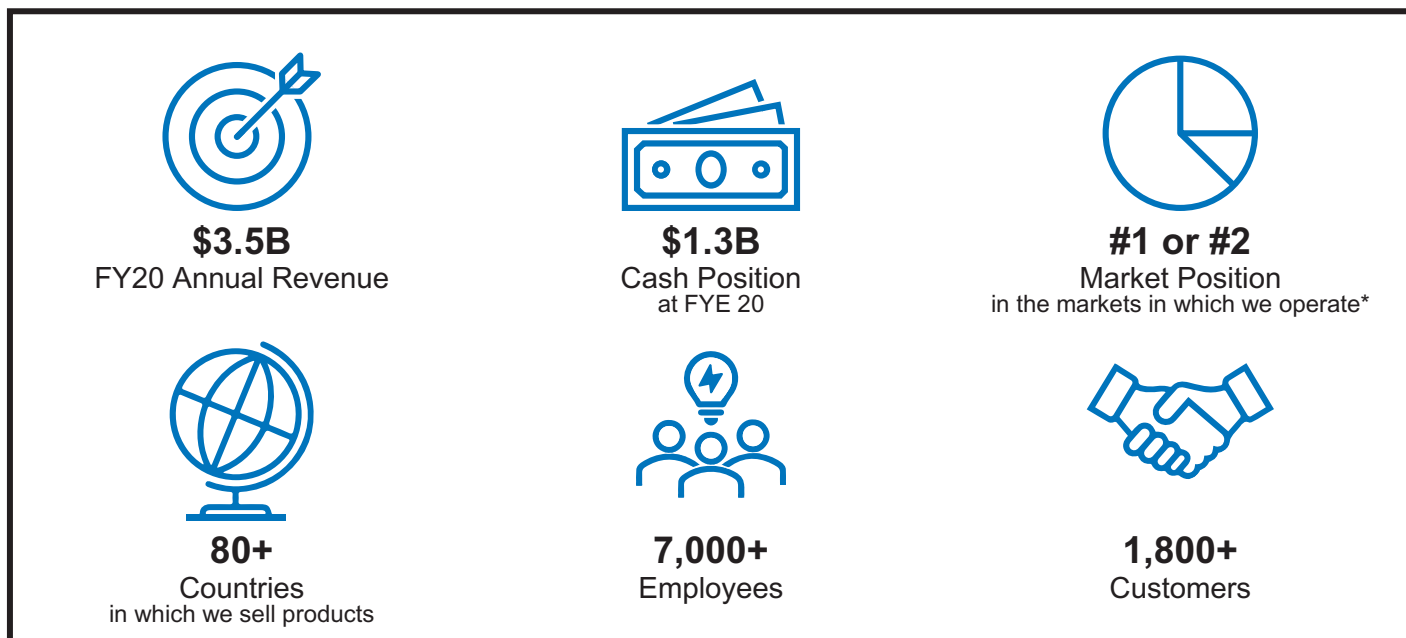 $3.5B
FY20 Annual Revenue
$1.3B
Cash Position
at FYE 20
#1 or #2
Market Position
in the markets in which we operate*
80+
Countries
in which we sell products
7,000+
Employees
1,800+
Customers